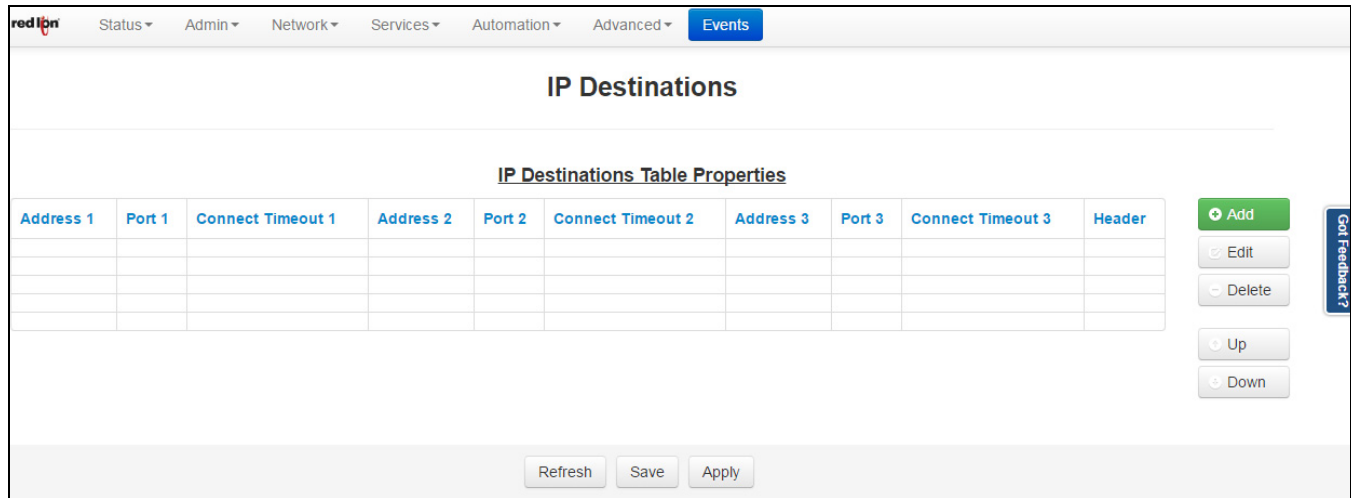 red lion Status Admin Network Services Automation Advanced Events
IP Destinations
IP Destinations Table Properties
Address 1 Port 1 Connect Timeout 1 Address 2 Port 2 Connect Timeout 2 Address 3 Port 3 Connect Timeout 3 Header
Add
Edit
Delete
Up
Down
Got Feedback?
Refresh Save Apply